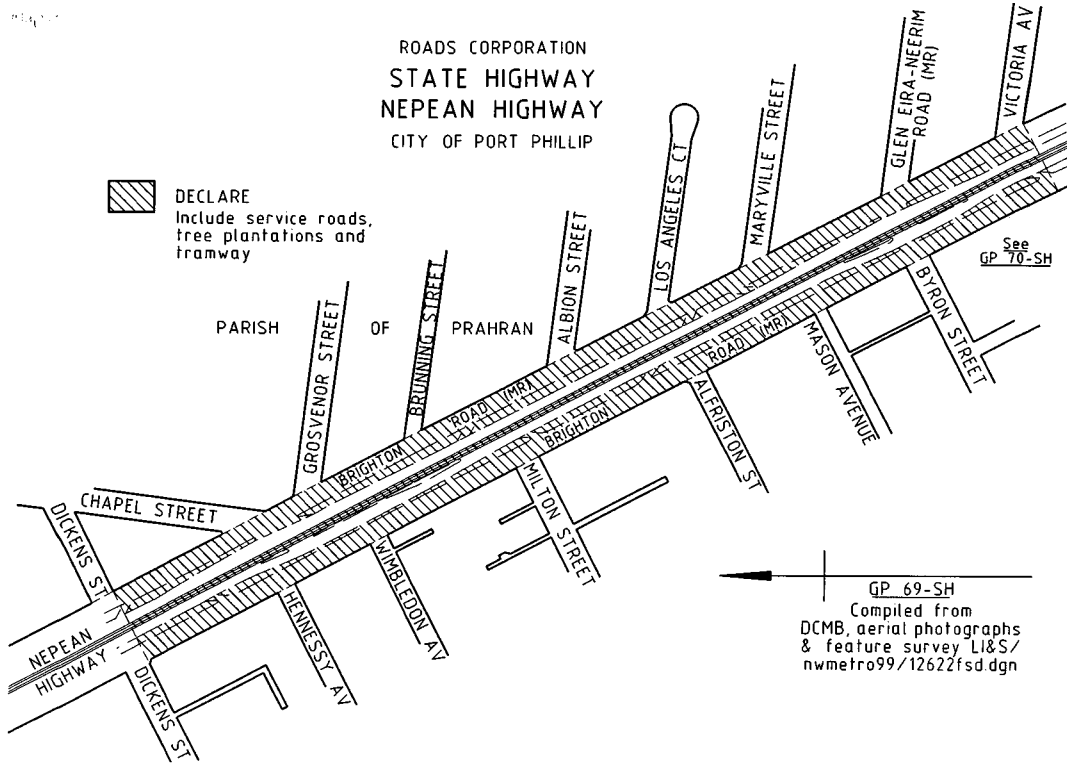 ROADS CORPORATION
STATE HIGHWAY
NEPEAN HIGHWAY
CITY OF PORT PHILLIP
DECLARE
Include service roads,
tree plantations and
tramway
PARISH OF PRAHRAN
GROSVENOR STREET
BRUNNING STREET
ALBION STREET
LOS ANGELES CT
MARYVILLE STREET
GLEN EIRA-NEERIM
ROAD (MR)
VICTORIA AV
See
GP 70-SH
CHAPEL STREET
DICKENS ST
BRIGHTON ROAD (MR)
BRIGHTON ROAD (MR)
NEPEAN
HIGHWAY
DICKENS ST
HENNESSY AV
WIMBLEDON AV
MILTON STREET
ALFRISTON ST
MASON AVENUE
BYRON STREET
GP 69-SH
Compiled from
DCMB, aerial photographs
& feature survey LI&S/
nwmetro99/12622fsd.dgn